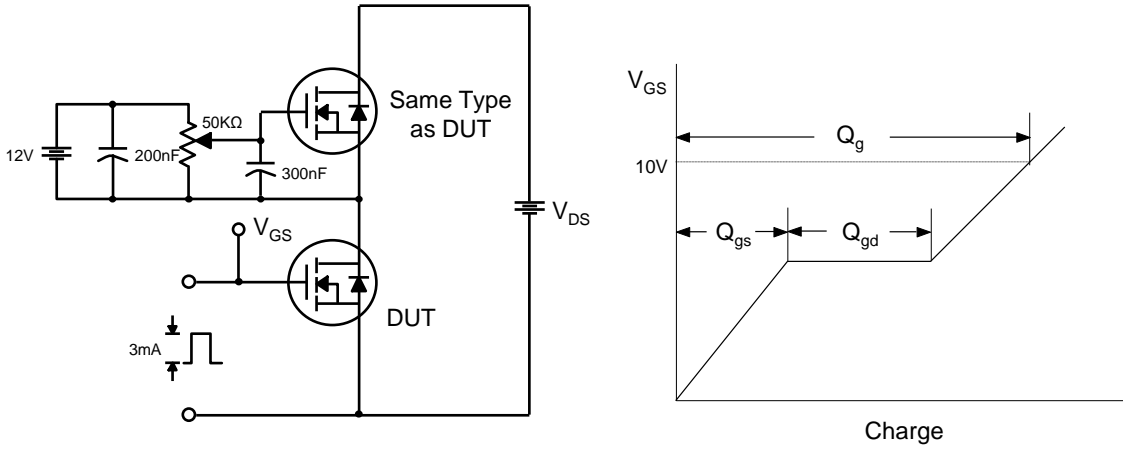 50KΩ
12V
200nF
300nF
Same Type
as DUT
V_DS
V_GS
DUT
3mA
V_GS
Q_g
10V
Q_gs
Q_gd
Charge